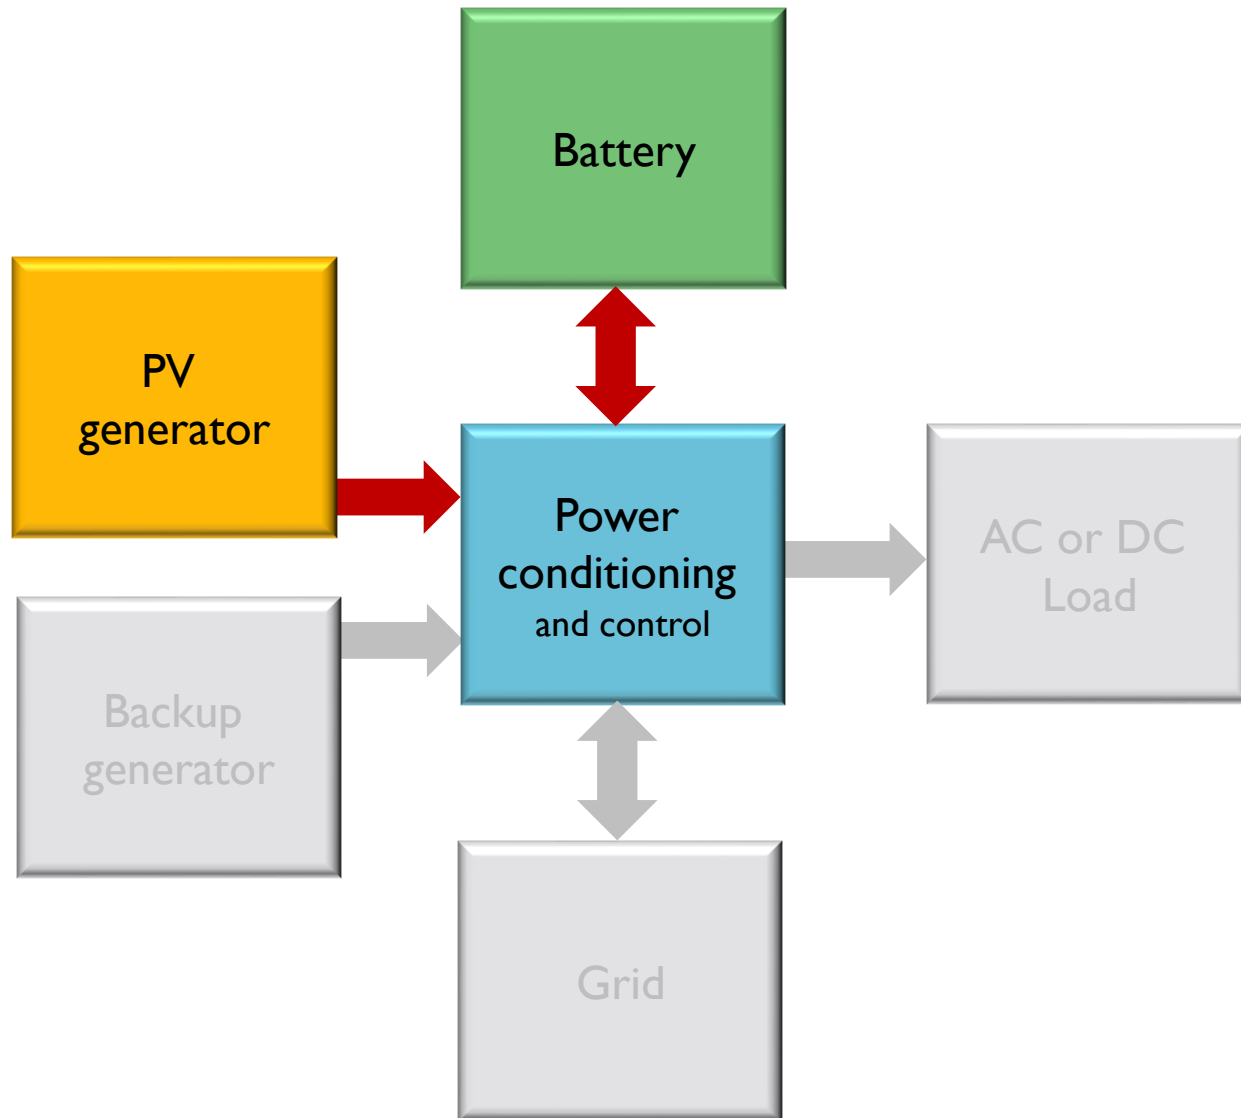 Battery
PV
generator
Power
conditioning
and control
AC or DC
Load
Backup
generator
Grid